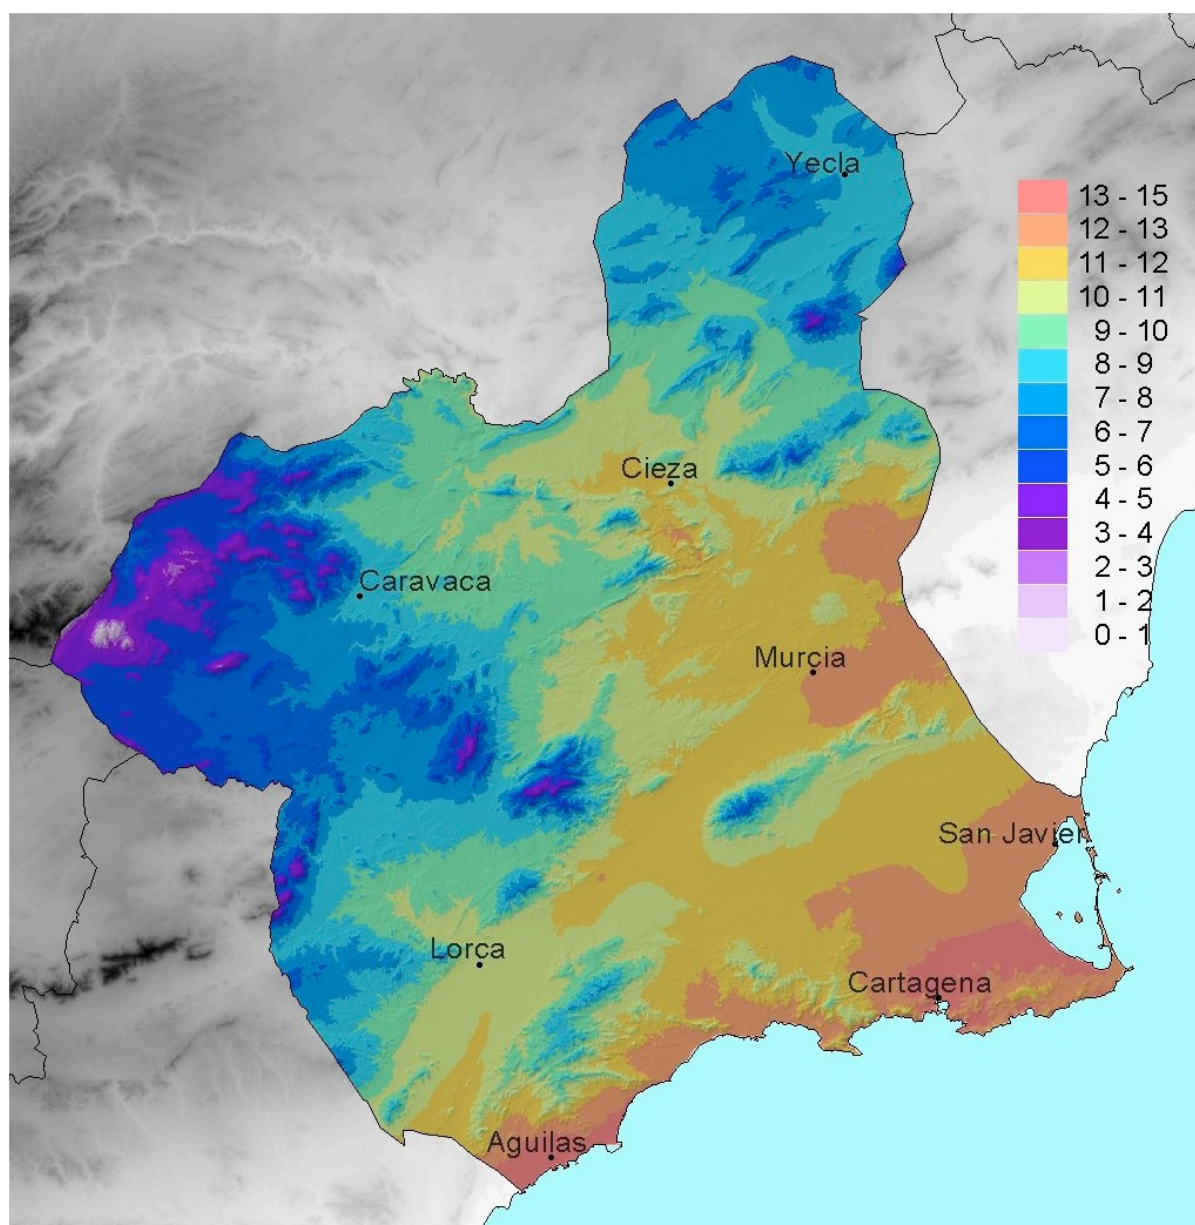 Yecla
13 - 15
12 - 13
11 - 12
10 - 11
9 - 10
8 - 9
7 - 8
6 - 7
5 - 6
4 - 5
3 - 4
2 - 3
1 - 2
0 - 1
Cieza
Caravaca
Murcia
San Javier
Lorca
Cartagena
Aguilas